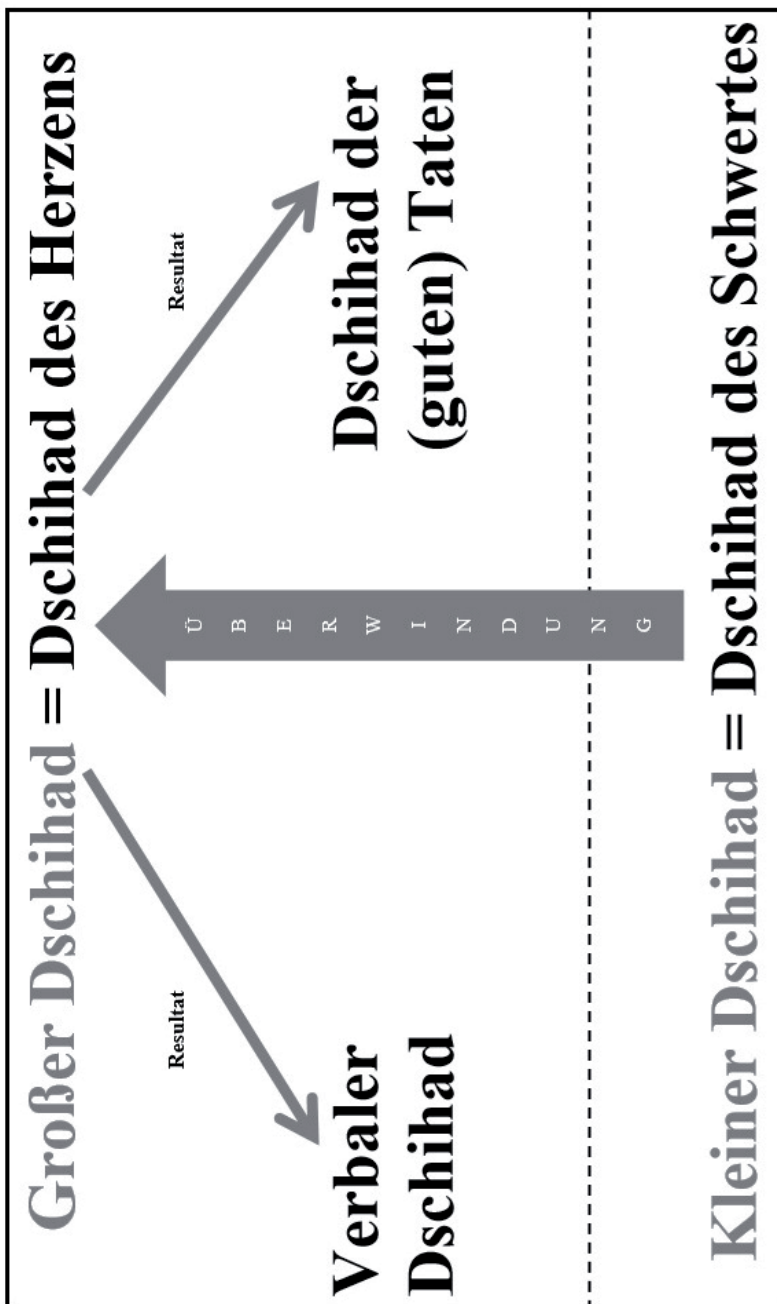 Großer Dschihad = Dschihad des Herzens
Resultat
Resultat
Verbaler
Dschihad
Dschihad der
(guten) Taten
ÜBERWINDUNG
Kleiner Dschihad = Dschihad des Schwertes